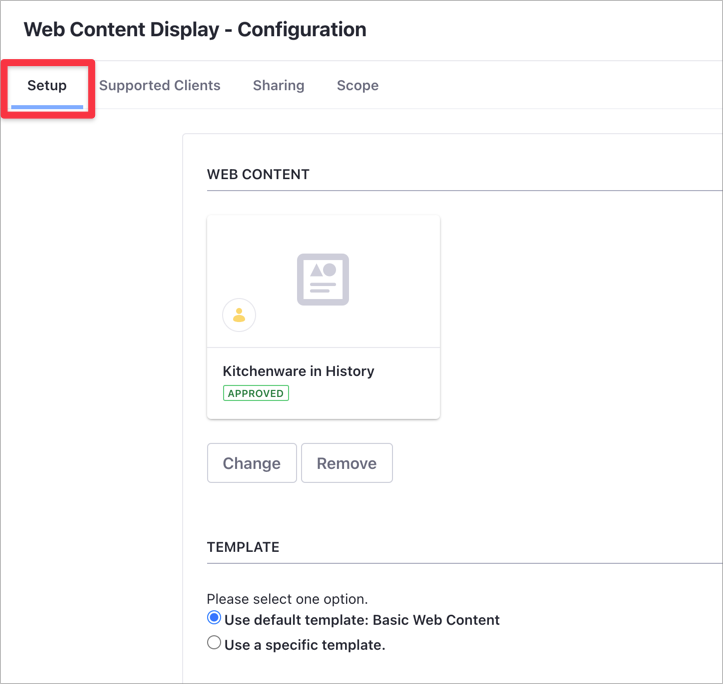 Web Content Display - Configuration
Setup Supported Clients Sharing Scope
WEB CONTENT
Kitchenware in History
APPROVED
Change Remove
TEMPLATE
Please select one option.
Use default template: Basic Web Content
Use a specific template.